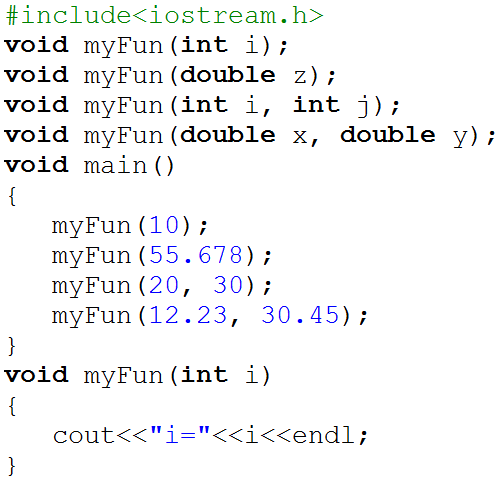 #include<iostream.h>
void myFun(int i);
void myFun(double z);
void myFun(int i, int j);
void myFun(double x, double y);
void main()
{
myFun(10);
myFun(55.678);
myFun(20, 30);
myFun(12.23, 30.45);
}
void myFun(int i)
{
cout<<"i="<<i<<endl;
}